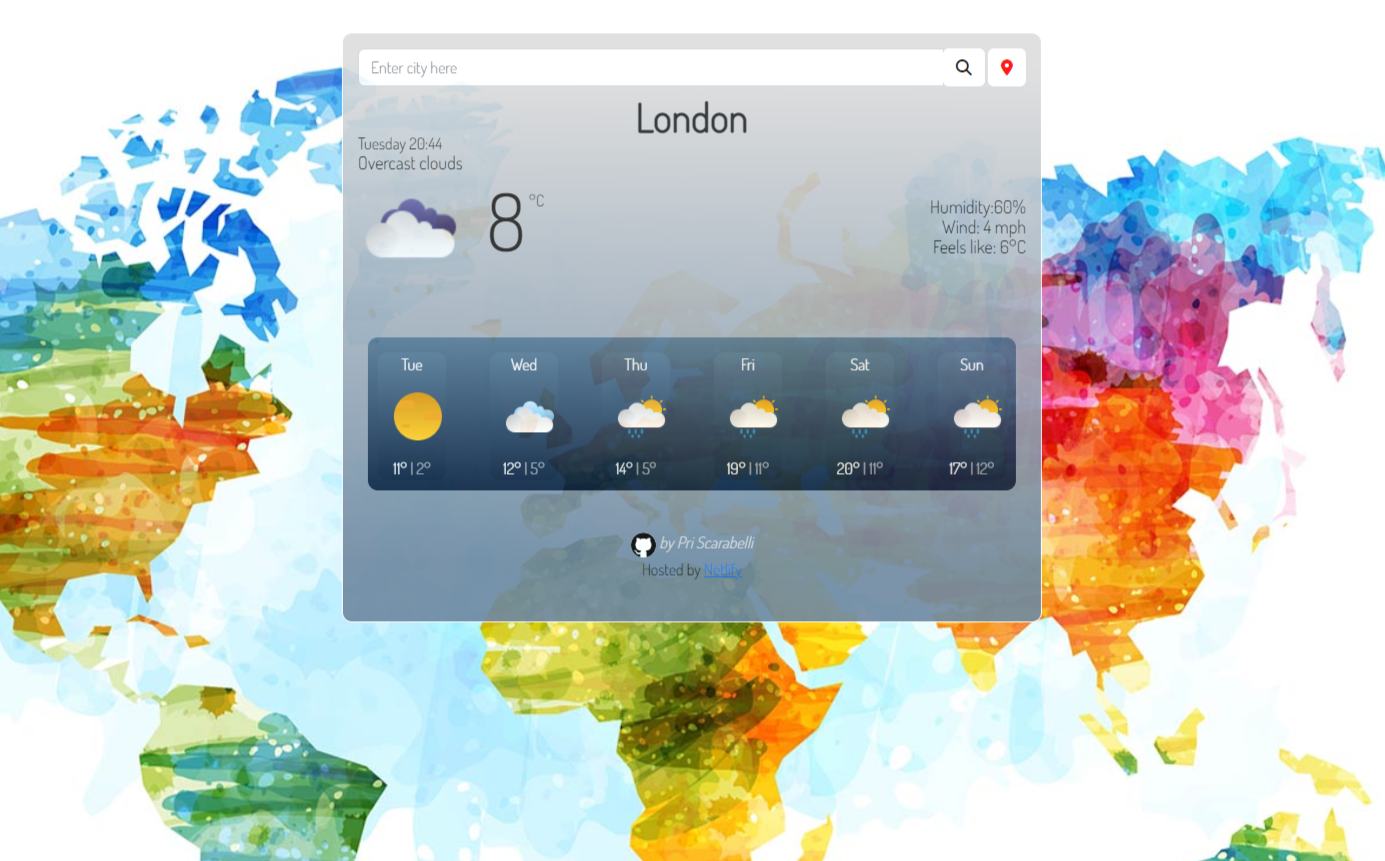 Enter city here
London
Tuesday 20:44
Overcast clouds
8 °C
Humidity:60%
Wind: 4 mph
Feels like: 6°C
Tue Wed Thu Fri Sat Sun
11° | 2° 12° | 5° 14° | 5° 19° | 11° 20° | 11° 17° | 12°
by Pri Scarabelli
Hosted by Netlify